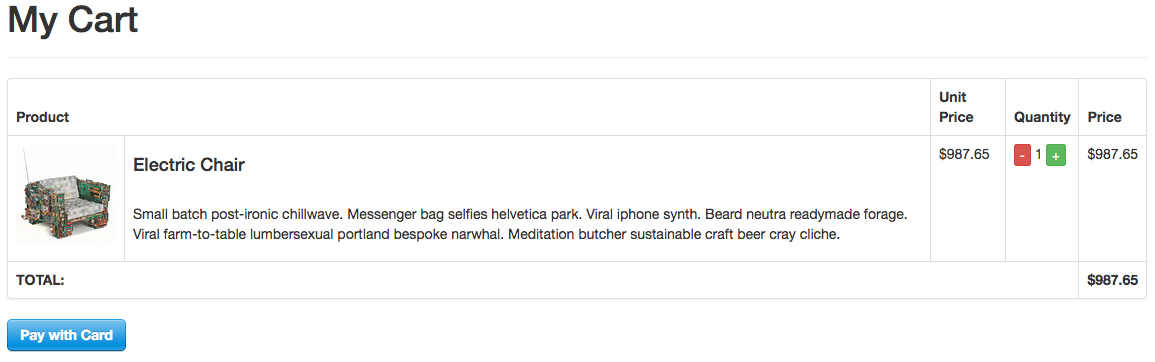 My Cart
Product
Unit
Price
Quantity
Price
Electric Chair
$987.65
- 1 +
$987.65
Small batch post-ironic chillwave. Messenger bag selfies helvetica park. Viral iphone synth. Beard neutra readymade forage.
Viral farm-to-table lumbersexual portland bespoke narwhal. Meditation butcher sustainable craft beer cray cliche.
TOTAL:
$987.65
Pay with Card